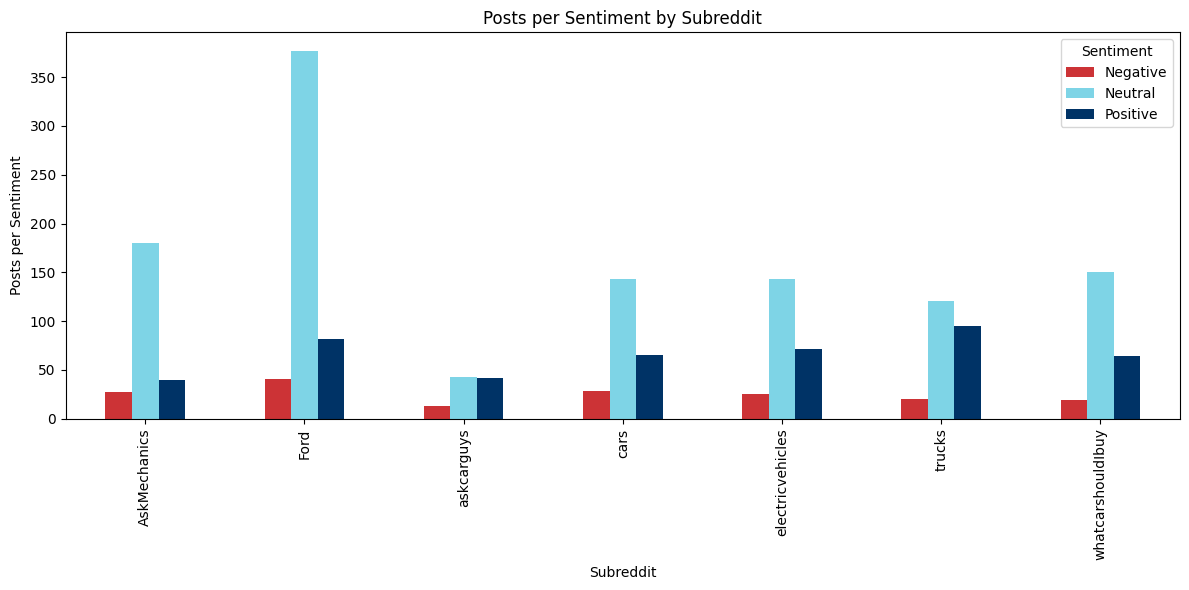 Posts per Sentiment by Subreddit
Sentiment
Negative
Neutral
Positive
Posts per Sentiment
350
300
250
200
150
100
50
0
AskMechanics
Ford
askcarguys
cars
electricvehicles
trucks
whatcarshouldIbuy
Subreddit